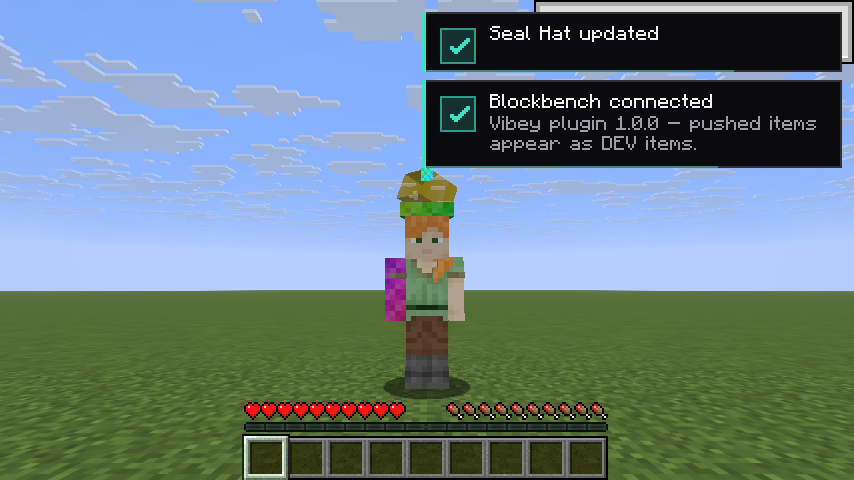 Seal Hat updated
Blockbench connected
Vibey plugin 1.0.0 — pushed items
appear as DEV items.